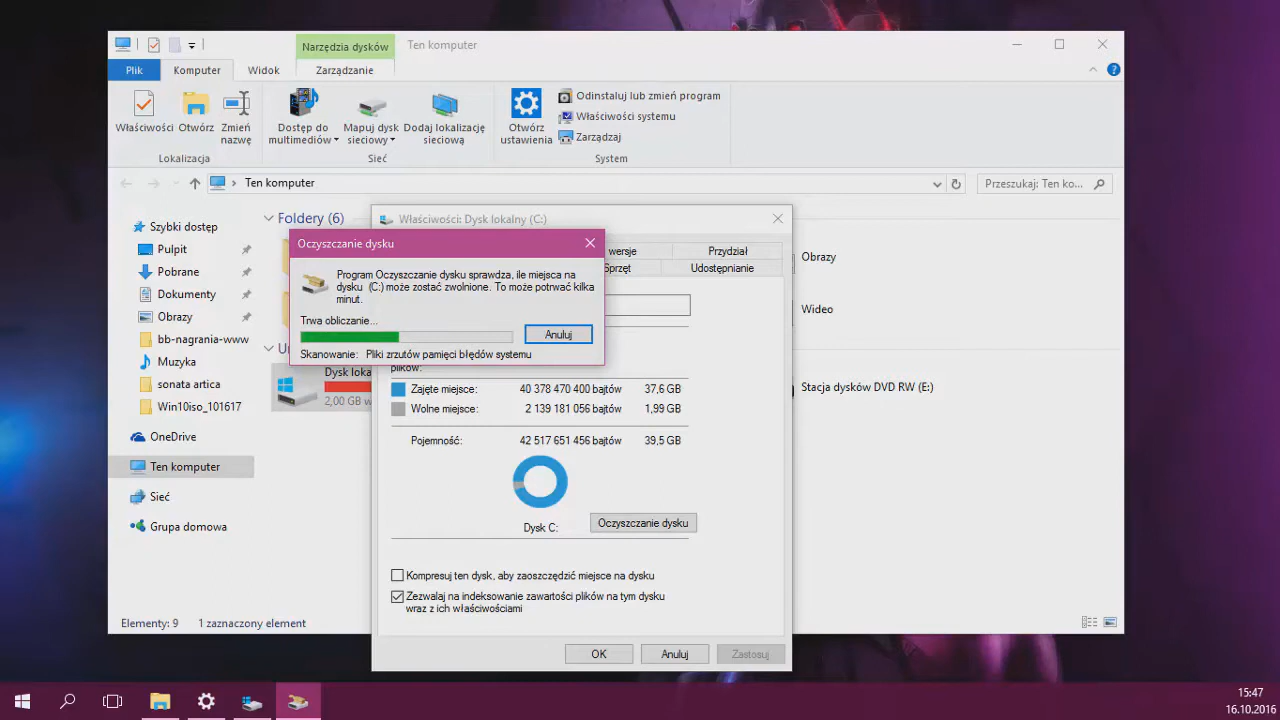 Narzędzia dysków
Ten komputer
Plik
Komputer
Widok
Zarządzanie
Właściwości
Otwórz
Zmień
nazwę
Lokalizacja
Dostęp do
multimediów
Mapuj dysk
sieciowy
Dodaj lokalizację
sieciową
Sieć
Otwórz
ustawienia
Odinstaluj lub zmień program
Właściwości systemu
Zarządzaj
System
Ten komputer
Przeszukaj: Ten ko...
Szybki dostęp
Pulpit
Pobrane
Dokumenty
Obrazy
bb-nagrania-www
Muzyka
sonata artica
Win10iso_101617
OneDrive
Ten komputer
Sieć
Grupa domowa
Foldery (6)
Dysk loka
2,00 GB w
Obrazy
Wideo
Stacja dysków DVD RW (E:)
Elementy: 9
1 zaznaczony element
Właściwości: Dysk lokalny (C:)
wersje
Przydział
Sprzęt
Udostępnianie
plików:
Zajęte miejsce: 40 378 470 400 bajtów 37,6 GB
Wolne miejsce: 2 139 181 056 bajtów 1,99 GB
Pojemność: 42 517 651 456 bajtów 39,5 GB
Dysk C:
Oczyszczanie dysku
Kompresuj ten dysk, aby zaoszczędzić miejsce na dysku
Zezwalaj na indeksowanie zawartości plików na tym dysku
wraz z ich właściwościami
OK
Anuluj
Zastosuj
Oczyszczanie dysku
Program Oczyszczanie dysku sprawdza, ile miejsca na
dysku (C:) może zostać zwolnione. To może potrwać kilka
minut.
Trwa obliczanie...
Anuluj
Skanowanie: Pliki zrzutów pamięci błędów systemu
15:47
16.10.2016